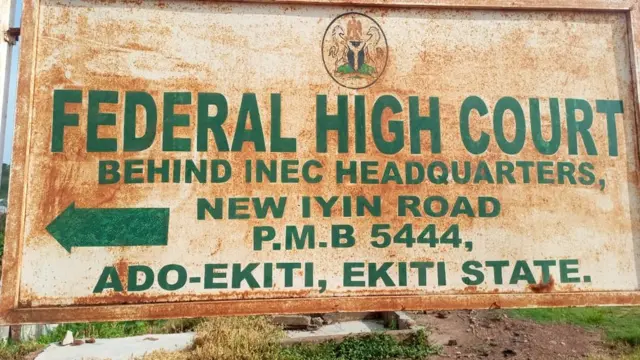 FEDERAL HIGH COURT
BEHIND INEC HEADQUARTERS,
NEW IYIN ROAD
P.M.B 5444,
ADO-EKITI, EKITI STATE.